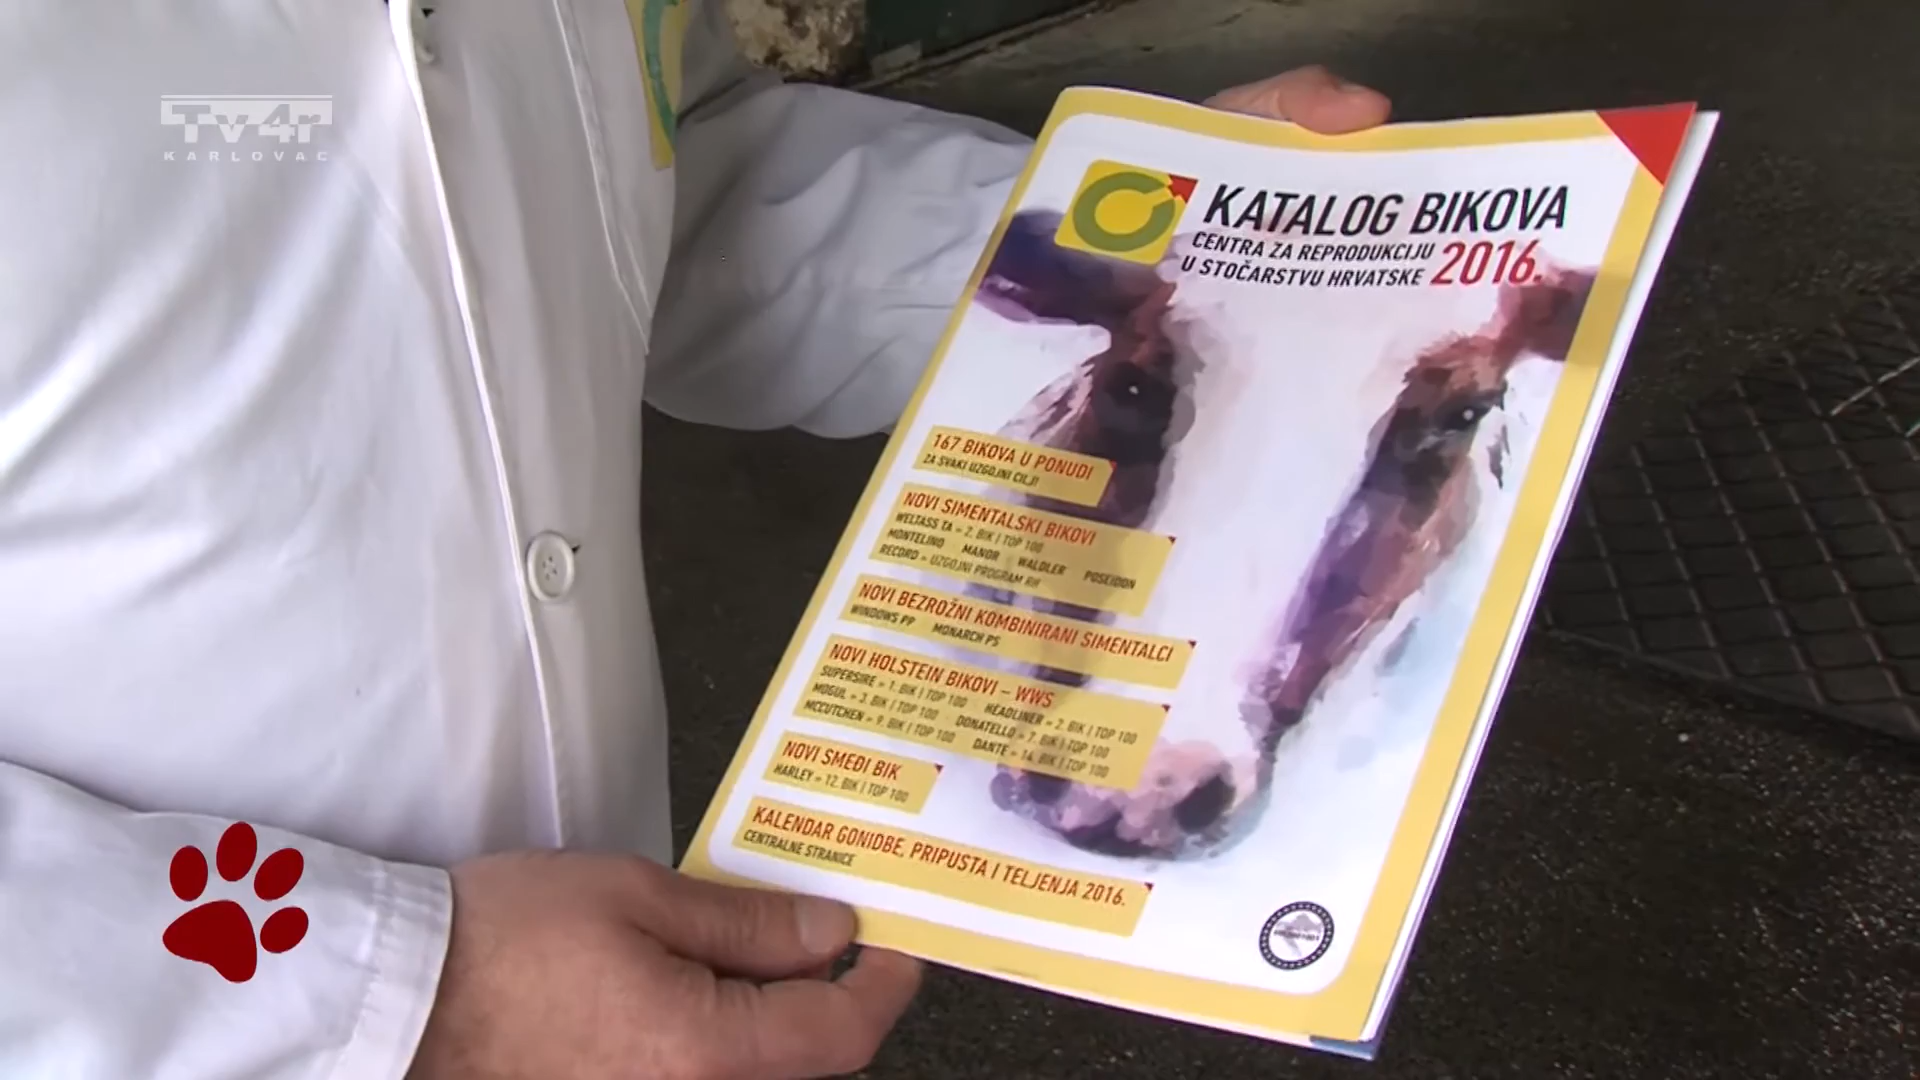 Tv4r
KARLOVAC
KATALOG BIKOVA
CENTRA ZA REPRODUKCIJU
U STOČARSTVU HRVATSKE 2016.
167 BIKOVA U PONUDI
ZA SVAKI UZGOJNI CILJ!
NOVI SIMENTALSKI BIKOVI
WELTASS TA = 2. BIK | TOP 100
MONTELINO MANOR WALDLER POSEIDON
RECORD = UZGOJNI PROGRAM RH
NOVI BEZROŽNI KOMBINIRANI SIMENTALCI
WINDOWS PP MONARCH PS
NOVI HOLSTEIN BIKOVI – WWS
SUPERSIRE = 1. BIK | TOP 100 HEADLINER = 2. BIK | TOP 100
MOGUL = 3. BIK | TOP 100 DONATELLO = 7. BIK | TOP 100
MCCUTCHEN = 9. BIK | TOP 100 DANTE = 14. BIK | TOP 100
NOVI SMEĐI BIK
HARLEY = 12. BIK | TOP 100
KALENDAR GONIDBE, PRIPUSTA I TELJENJA 2016.
CENTRALNE STRANICE